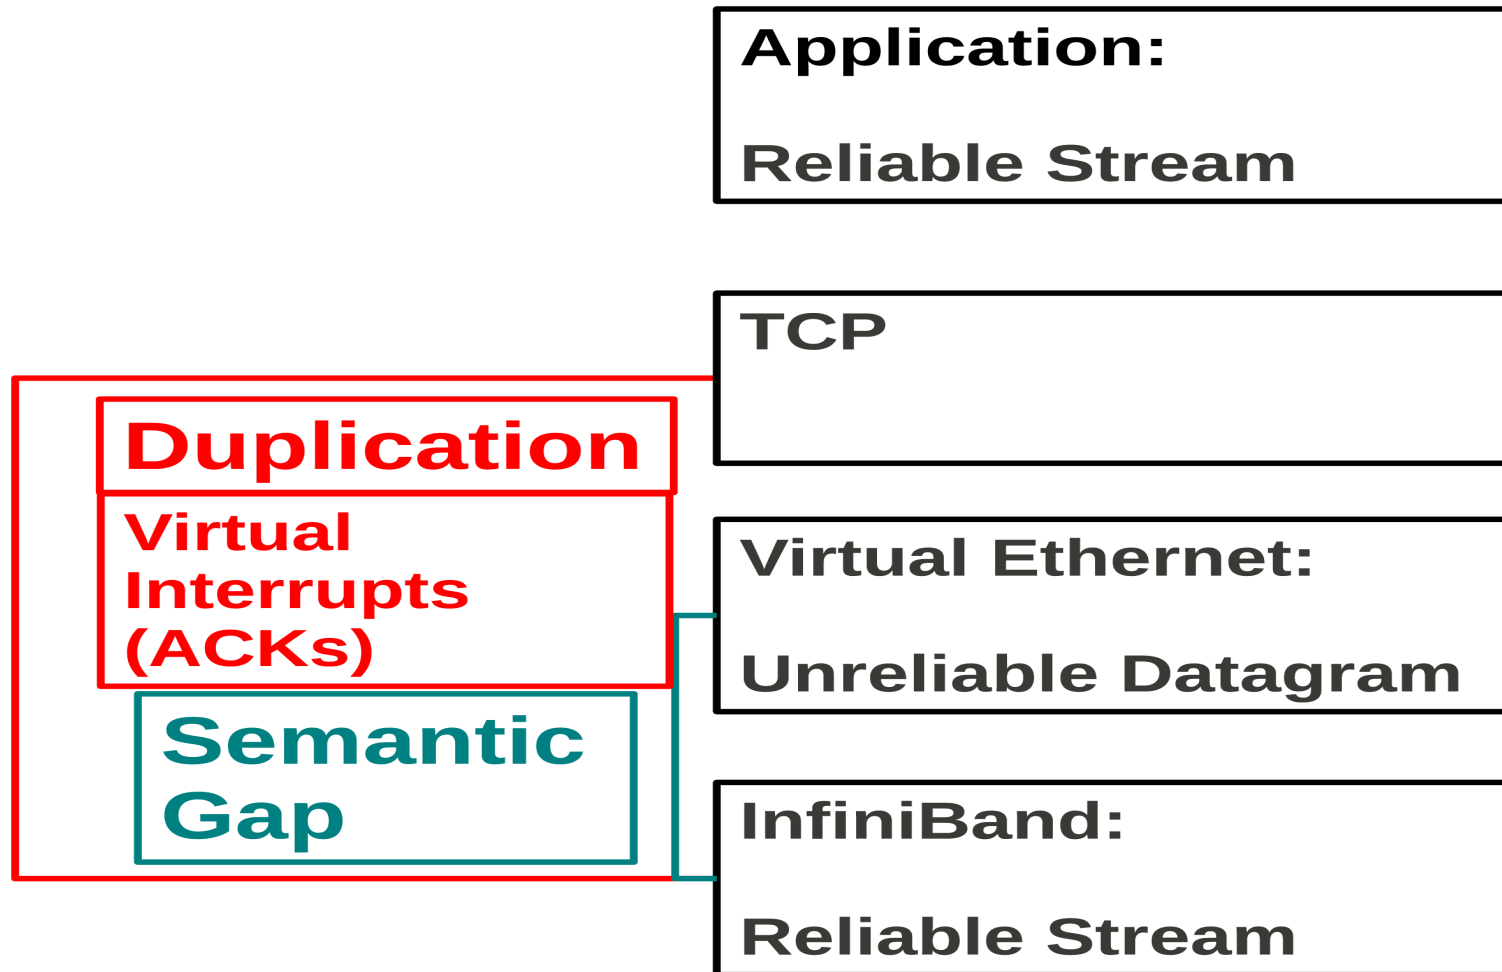 Application:
Reliable Stream
TCP
Duplication
Virtual
Interrupts
(ACKs)
Semantic
Gap
Virtual Ethernet:
Unreliable Datagram
InfiniBand:
Reliable Stream